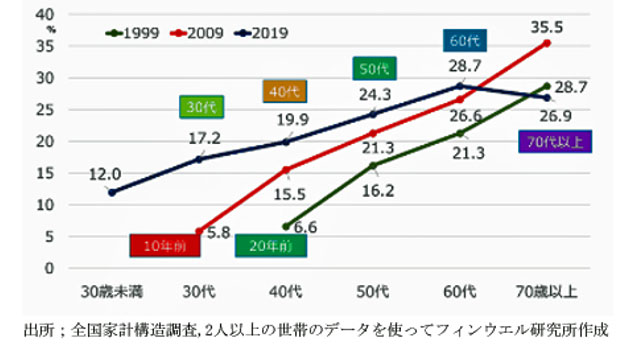 40
%
1999 2009 2019
35
30
25
20
15
10
5
0
30代
40代
50代
60代
70代以上
10年前
20年前
12.0
17.2
19.9
24.3
28.7
26.9
5.8
15.5
21.3
26.6
35.5
6.6
16.2
21.3
28.7
30歳未満 30代 40代 50代 60代 70歳以上
出所；全国家計構造調査，2人以上の世帯のデータを使ってフィンウエル研究所作成